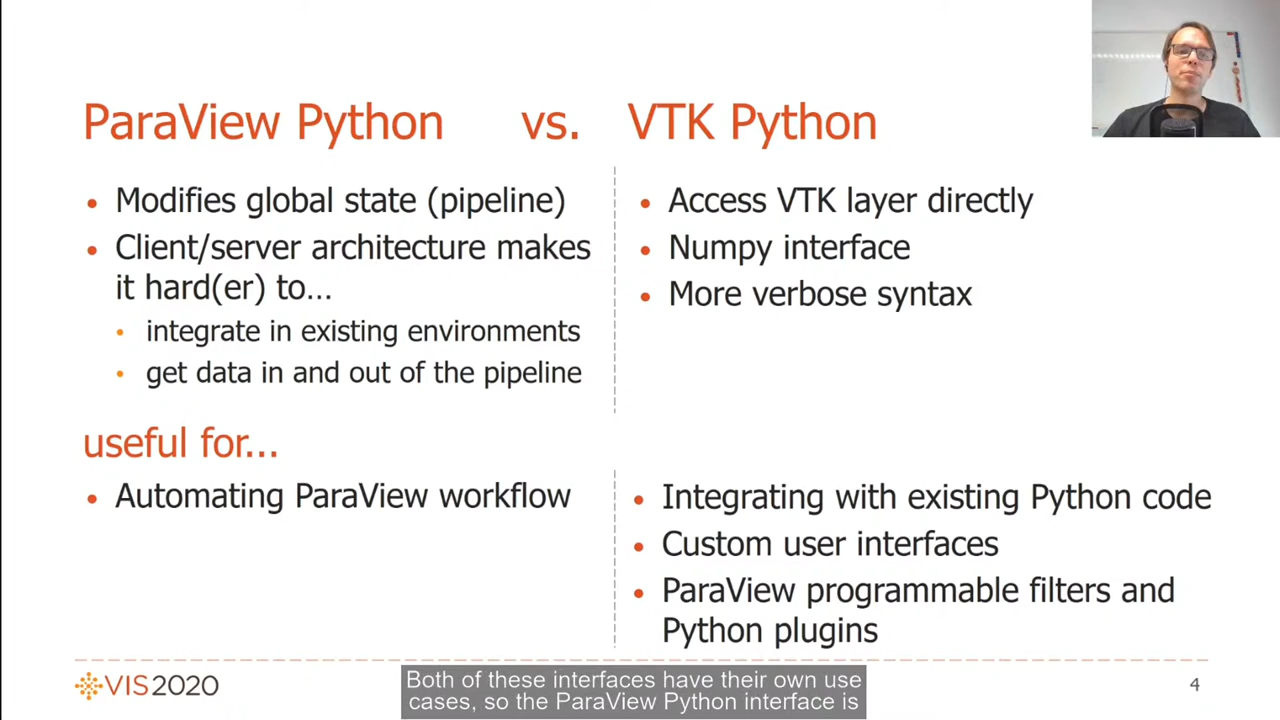 ParaView Python vs. VTK Python
• Modifies global state (pipeline)
• Client/server architecture makes
it hard(er) to...
• integrate in existing environments
• get data in and out of the pipeline
• Access VTK layer directly
• Numpy interface
• More verbose syntax
useful for...
• Automating ParaView workflow
• Integrating with existing Python code
• Custom user interfaces
• ParaView programmable filters and
Python plugins
VIS2020
Both of these interfaces have their own use
cases, so the ParaView Python interface is
4